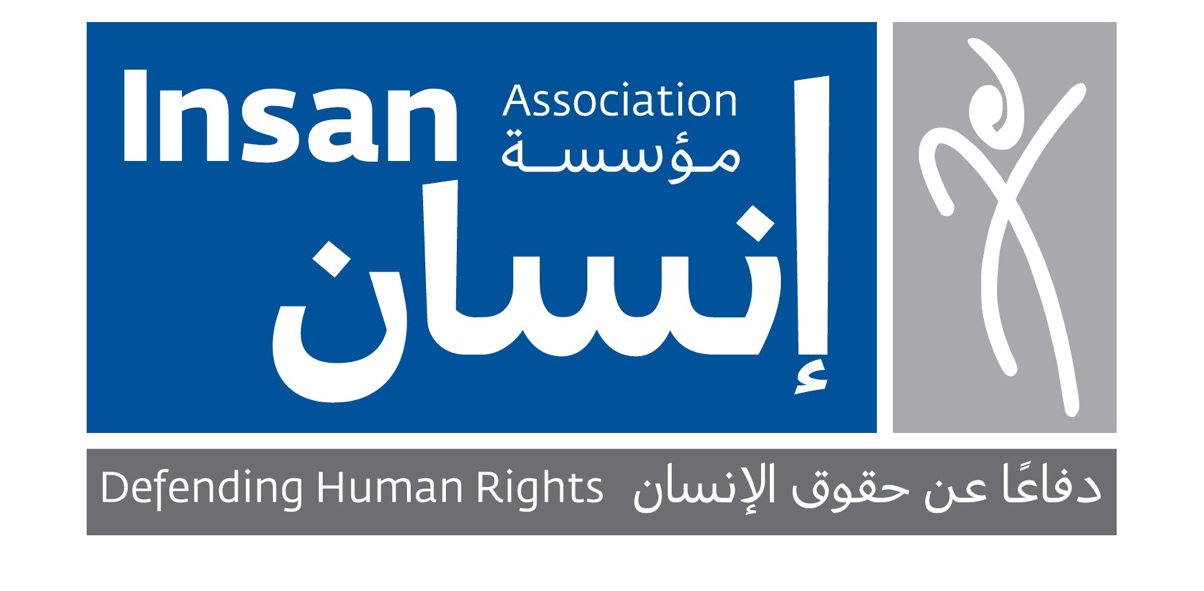 Insan
Association
مؤسسة
إنسان
Defending Human Rights دفاعًا عن حقوق الإنسان